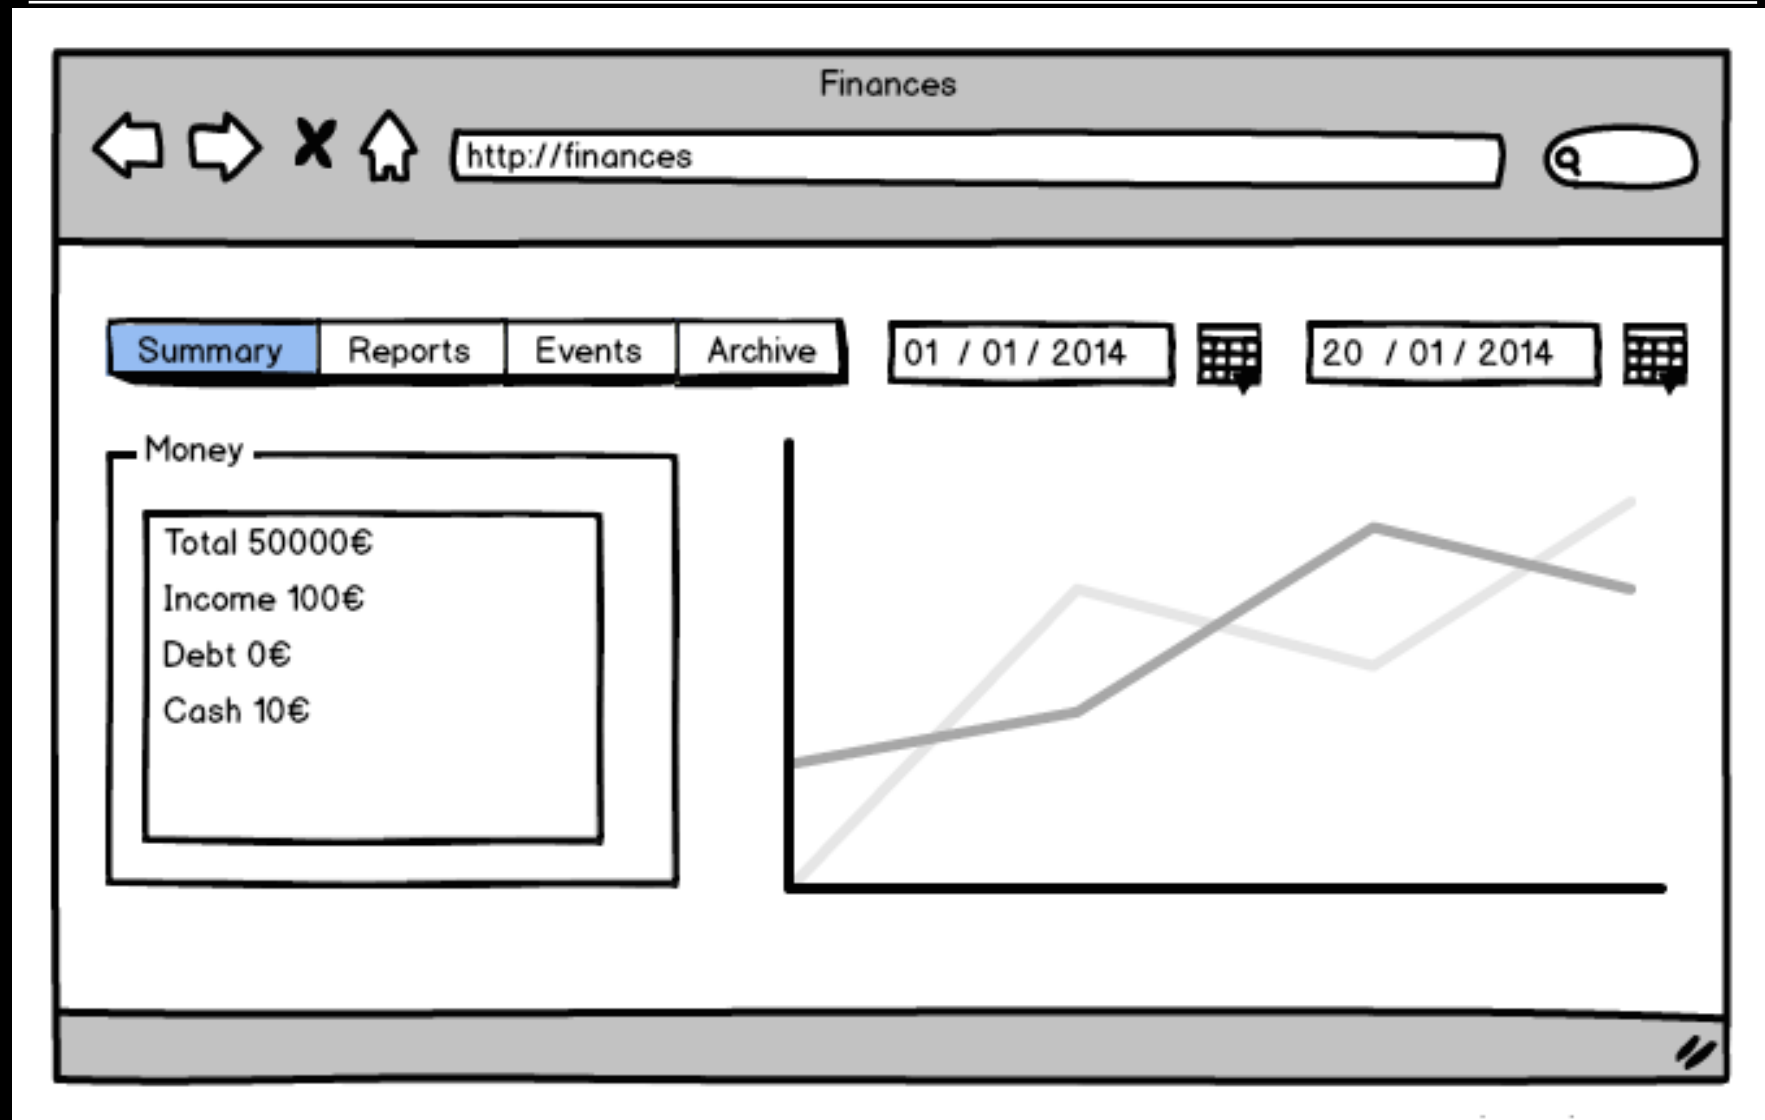 Finances
http://finances
Summary Reports Events Archive 01 / 01 / 2014 20 / 01 / 2014
Money
Total 50000€
Income 100€
Debt 0€
Cash 10€